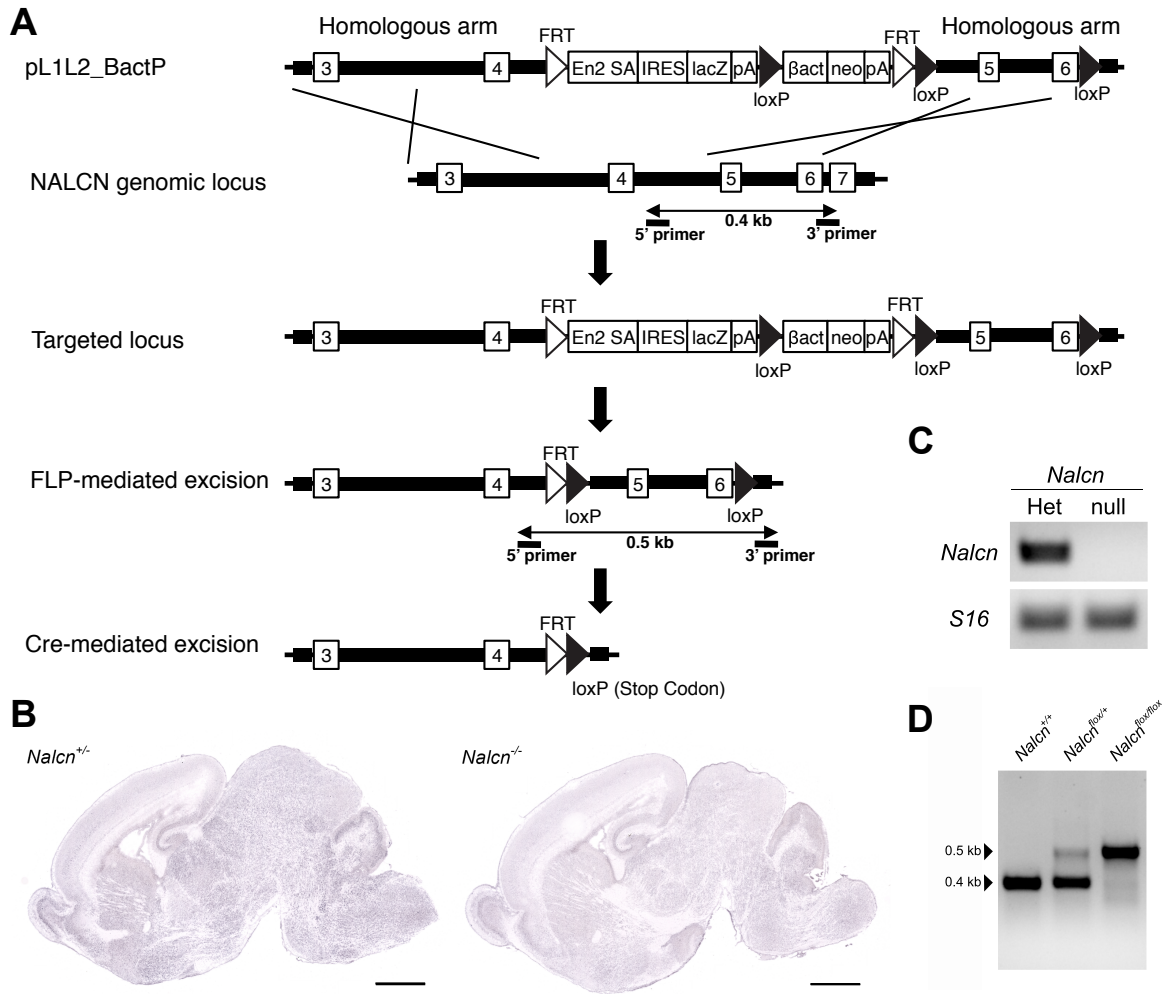 A
Homologous arm
Homologous arm
FRT
FRT
pL1L2_BactP
3
4
En2 SA
IRES
lacZ
pA
βact
neo
pA
5
6
loxP
loxP
loxP
NALCN genomic locus
3
4
5
6
7
0.4 kb
5’ primer
3’ primer
FRT
FRT
Targeted locus
3
4
En2 SA
IRES
lacZ
pA
βact
neo
pA
5
6
loxP
loxP
loxP
FRT
FLP-mediated excision
3
4
5
6
loxP
loxP
0.5 kb
5’ primer
3’ primer
FRT
Cre-mediated excision
3
4
loxP (Stop Codon)
B
Nalcn+/-
Nalcn-/-
C
Nalcn
Het
null
Nalcn
S16
D
Nalcn+/+
Nalcnflox/+
Nalcnflox/flox
0.5 kb
0.4 kb